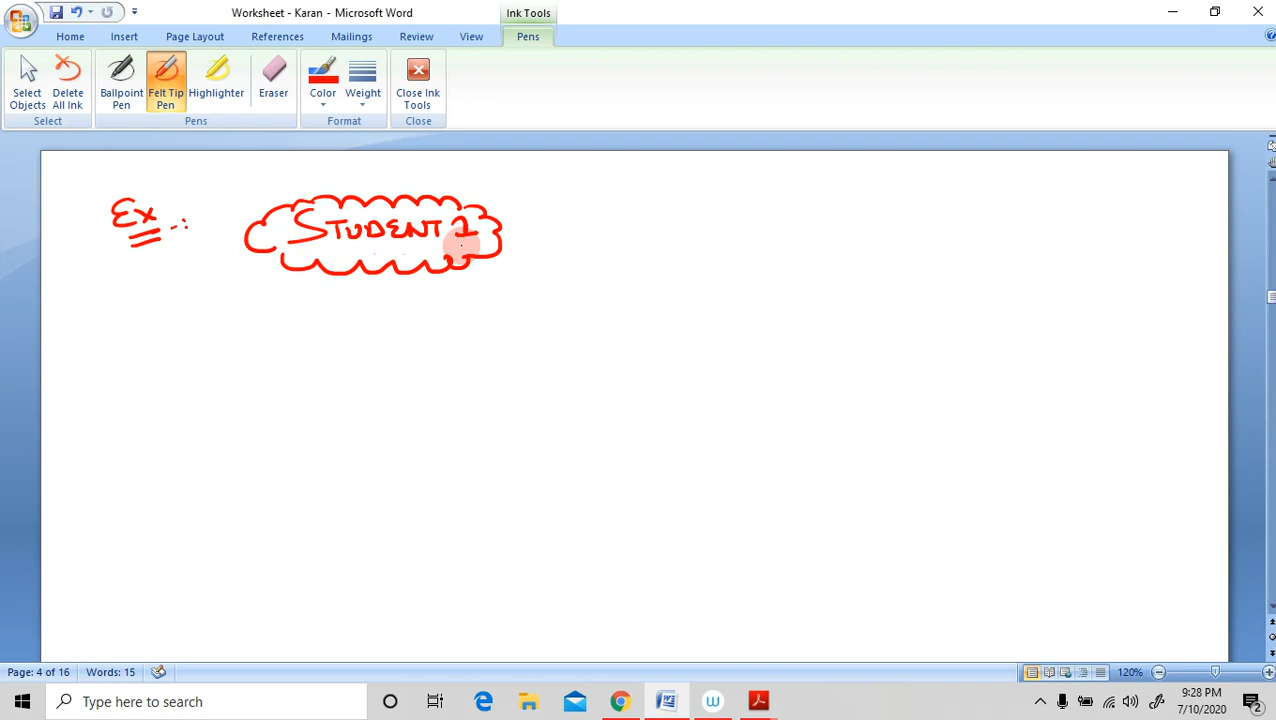 Worksheet - Karan - Microsoft Word
Ink Tools
Home Insert Page Layout References Mailings Review View Pens
Select Objects
Delete All Ink
Ballpoint Pen
Felt Tip Pen
Highlighter
Eraser
Color
Weight
Close Ink Tools
Select Pens Format Close
Ex :
STUDENT 1
Page: 4 of 16 Words: 15 120%
Type here to search
9:28 PM
7/10/2020
2